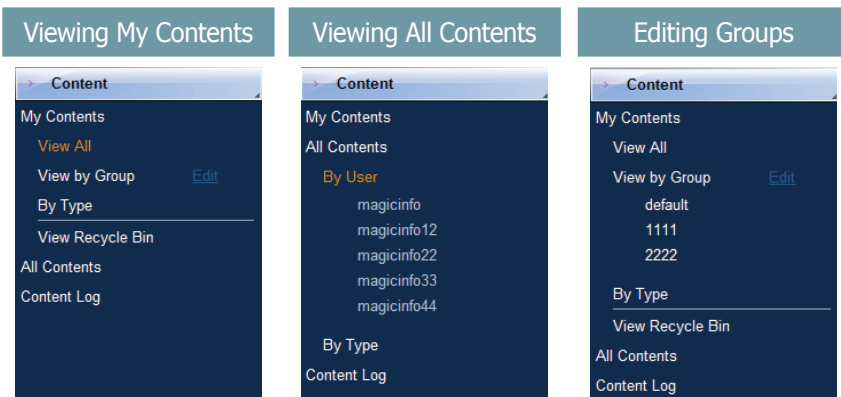 Viewing My Contents
Content
My Contents
View All
View by Group Edit
By Type
View Recycle Bin
All Contents
Content Log
Viewing All Contents
Content
My Contents
All Contents
By User
magicinfo
magicinfo12
magicinfo22
magicinfo33
magicinfo44
By Type
Content Log
Editing Groups
Content
My Contents
View All
View by Group Edit
default
1111
2222
By Type
View Recycle Bin
All Contents
Content Log